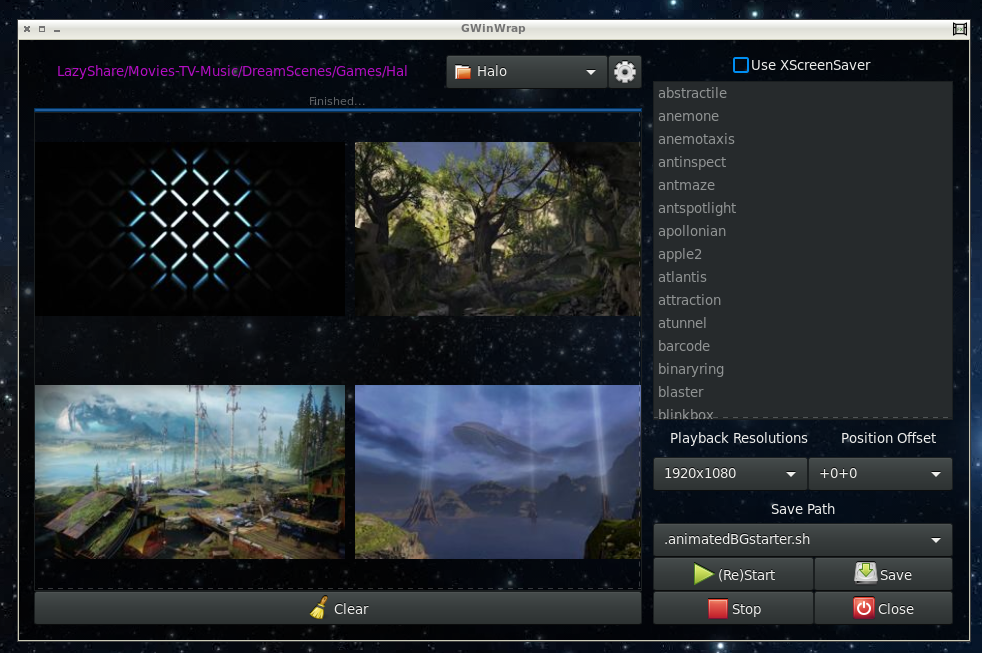 GWinWrap
LazyShare/Movies-TV-Music/DreamScenes/Games/Hal
Halo
Finished...
Clear
Use XScreenSaver
abstractile
anemone
anemotaxis
antinspect
antmaze
antspotlight
apollonian
apple2
atlantis
attraction
atunnel
barcode
binaryring
blaster
blinkbox
Playback Resolutions
Position Offset
1920x1080
+0+0
Save Path
.animatedBGstarter.sh
(Re)Start
Save
Stop
Close